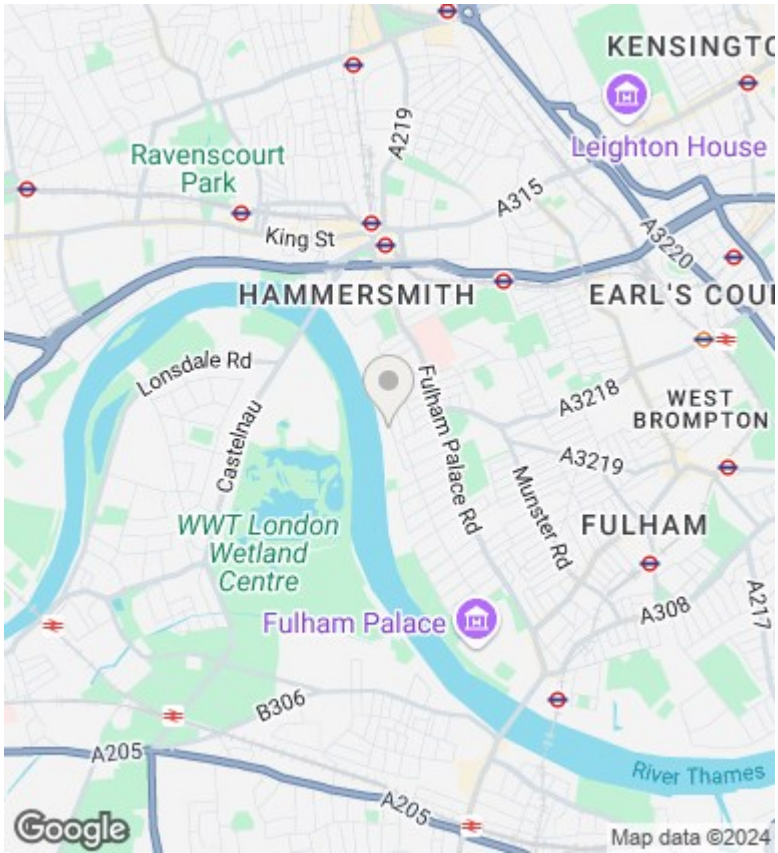 KENSINGTO
Leighton House
A219
Ravenscourt
Park
A315
King St
A3220
HAMMERSMITH
EARL'S COU
Lonsdale Rd
Castelnau
Fulham Palace Rd
A3218
WEST
BROMPTON
A3219
Munster Rd
WWT London
Wetland
Centre
FULHAM
A217
A308
Fulham Palace
B306
A205
River Thames
A205
Google
Map data ©2024